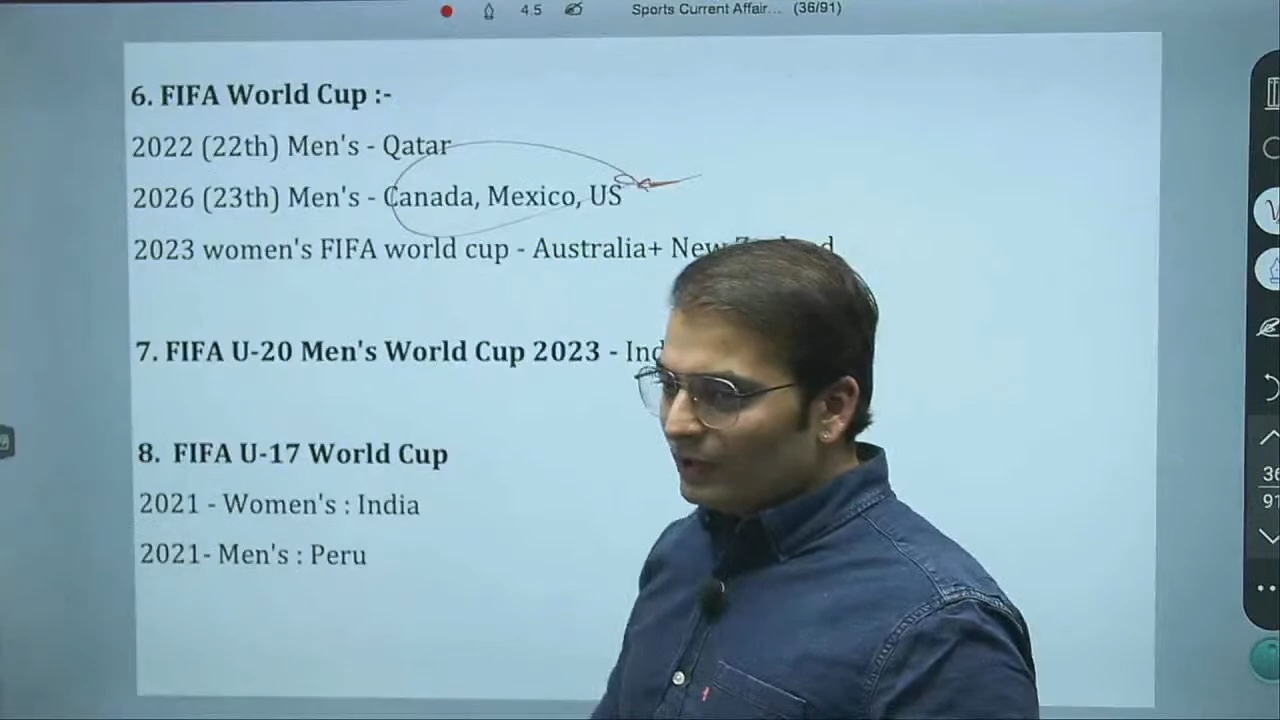 4.5 Sports Current Affair... (36/91)
6. FIFA World Cup :-
2022 (22th) Men's - Qatar
2026 (23th) Men's - Canada, Mexico, US
2023 women's FIFA world cup - Australia+ New
7. FIFA U-20 Men's World Cup 2023 -
8. FIFA U-17 World Cup
2021 - Women's : India
2021- Men's : Peru
91